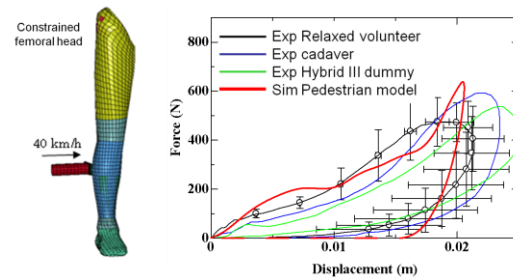 Constrained
femoral head
40 km/h
Exp Relaxed volunteer
Exp cadaver
Exp Hybrid III dummy
Sim Pedestrian model
Force (N)
800
600
400
200
0
0
0.01
0.02
Displacement (m)